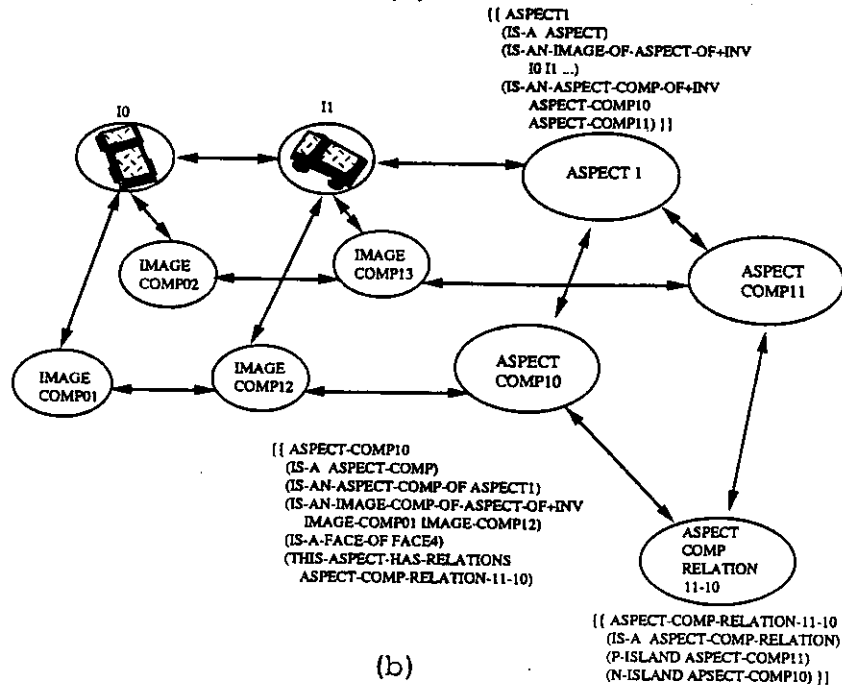 {{ ASPECT1
(IS-A ASPECT)
(IS-AN-IMAGE-OF-ASPECT-OF+INV
I0 I1 ...)
(IS-AN-ASPECT-COMP-OF+INV
ASPECT-COMP10
ASPECT-COMP11) }}
I0
I1
ASPECT 1
IMAGE
COMP02
IMAGE
COMP13
ASPECT
COMP11
IMAGE
COMP01
IMAGE
COMP12
ASPECT
COMP10
{{ ASPECT-COMP10
(IS-A ASPECT-COMP)
(IS-AN-ASPECT-COMP-OF ASPECT1)
(IS-AN-IMAGE-COMP-OF-ASPECT-OF+INV
IMAGE-COMP01 IMAGE-COMP12)
(IS-A-FACE-OF FACE4)
(THIS-ASPECT-HAS-RELATIONS
ASPECT-COMP-RELATION-11-10)
ASPECT
COMP
RELATION
11-10
{{ ASPECT-COMP-RELATION-11-10
(IS-A ASPECT-COMP-RELATION)
(P-ISLAND ASPECT-COMP11)
(N-ISLAND APSECT-COMP10) }}
(b)